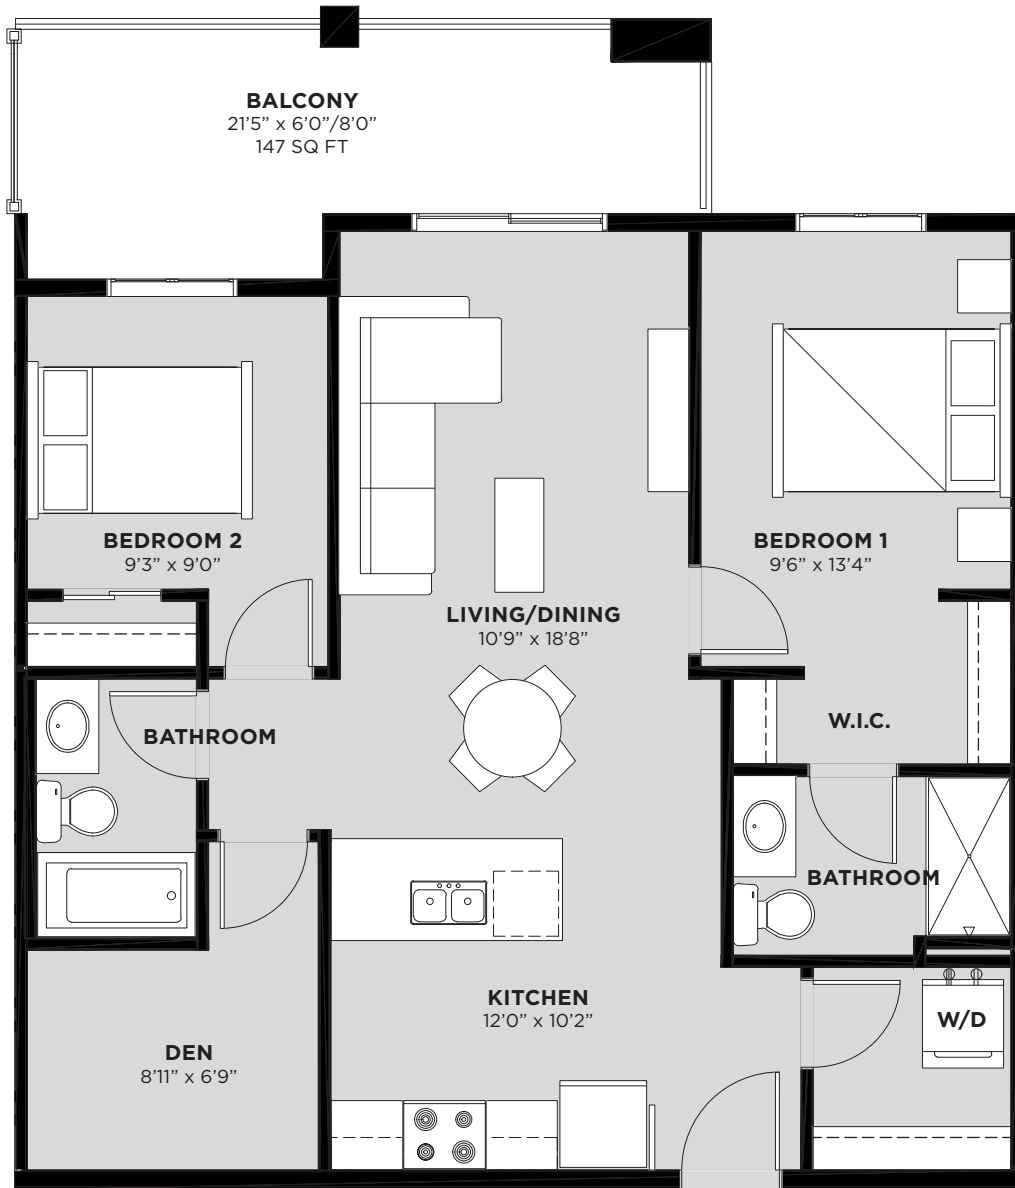 BALCONY
21’5” x 6’0”/8’0”
147 SQ FT
BEDROOM 2
9’3” x 9’0”
BEDROOM 1
9’6” x 13’4”
LIVING/DINING
10’9” x 18’8”
W.I.C.
BATHROOM
BATHROOM
KITCHEN
12’0” x 10’2”
W/D
DEN
8’11” x 6’9”